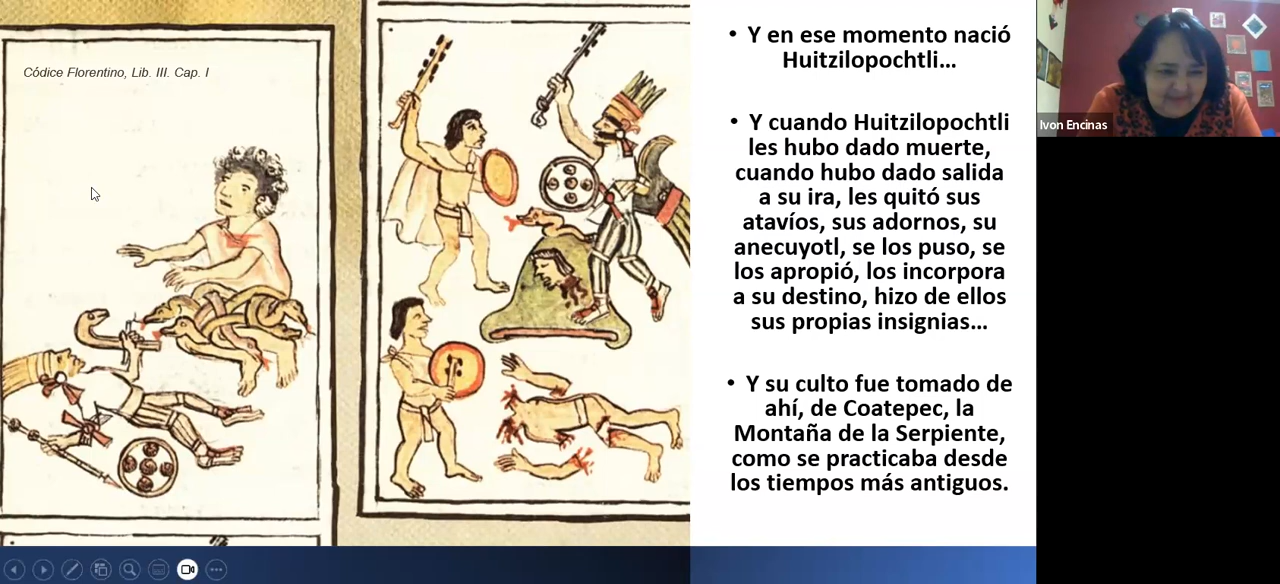 Códice Florentino, Lib. III. Cap. I
• Y en ese momento nació
Huitzilopochtli...
• Y cuando Huitzilopochtli
les hubo dado muerte,
cuando hubo dado salida
a su ira, les quitó sus
atavíos, sus adornos, su
anecuyotl, se los puso, se
los apropió, los incorpora
a su destino, hizo de ellos
sus propias insignias...
• Y su culto fue tomado de
ahí, de Coatepec, la
Montaña de la Serpiente,
como se practicaba desde
los tiempos más antiguos.
Ivon Encinas